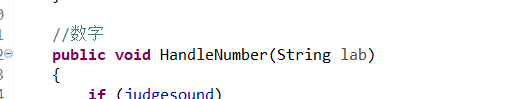 //数字
public void HandleNumber(String lab)
{
if (judgesound)